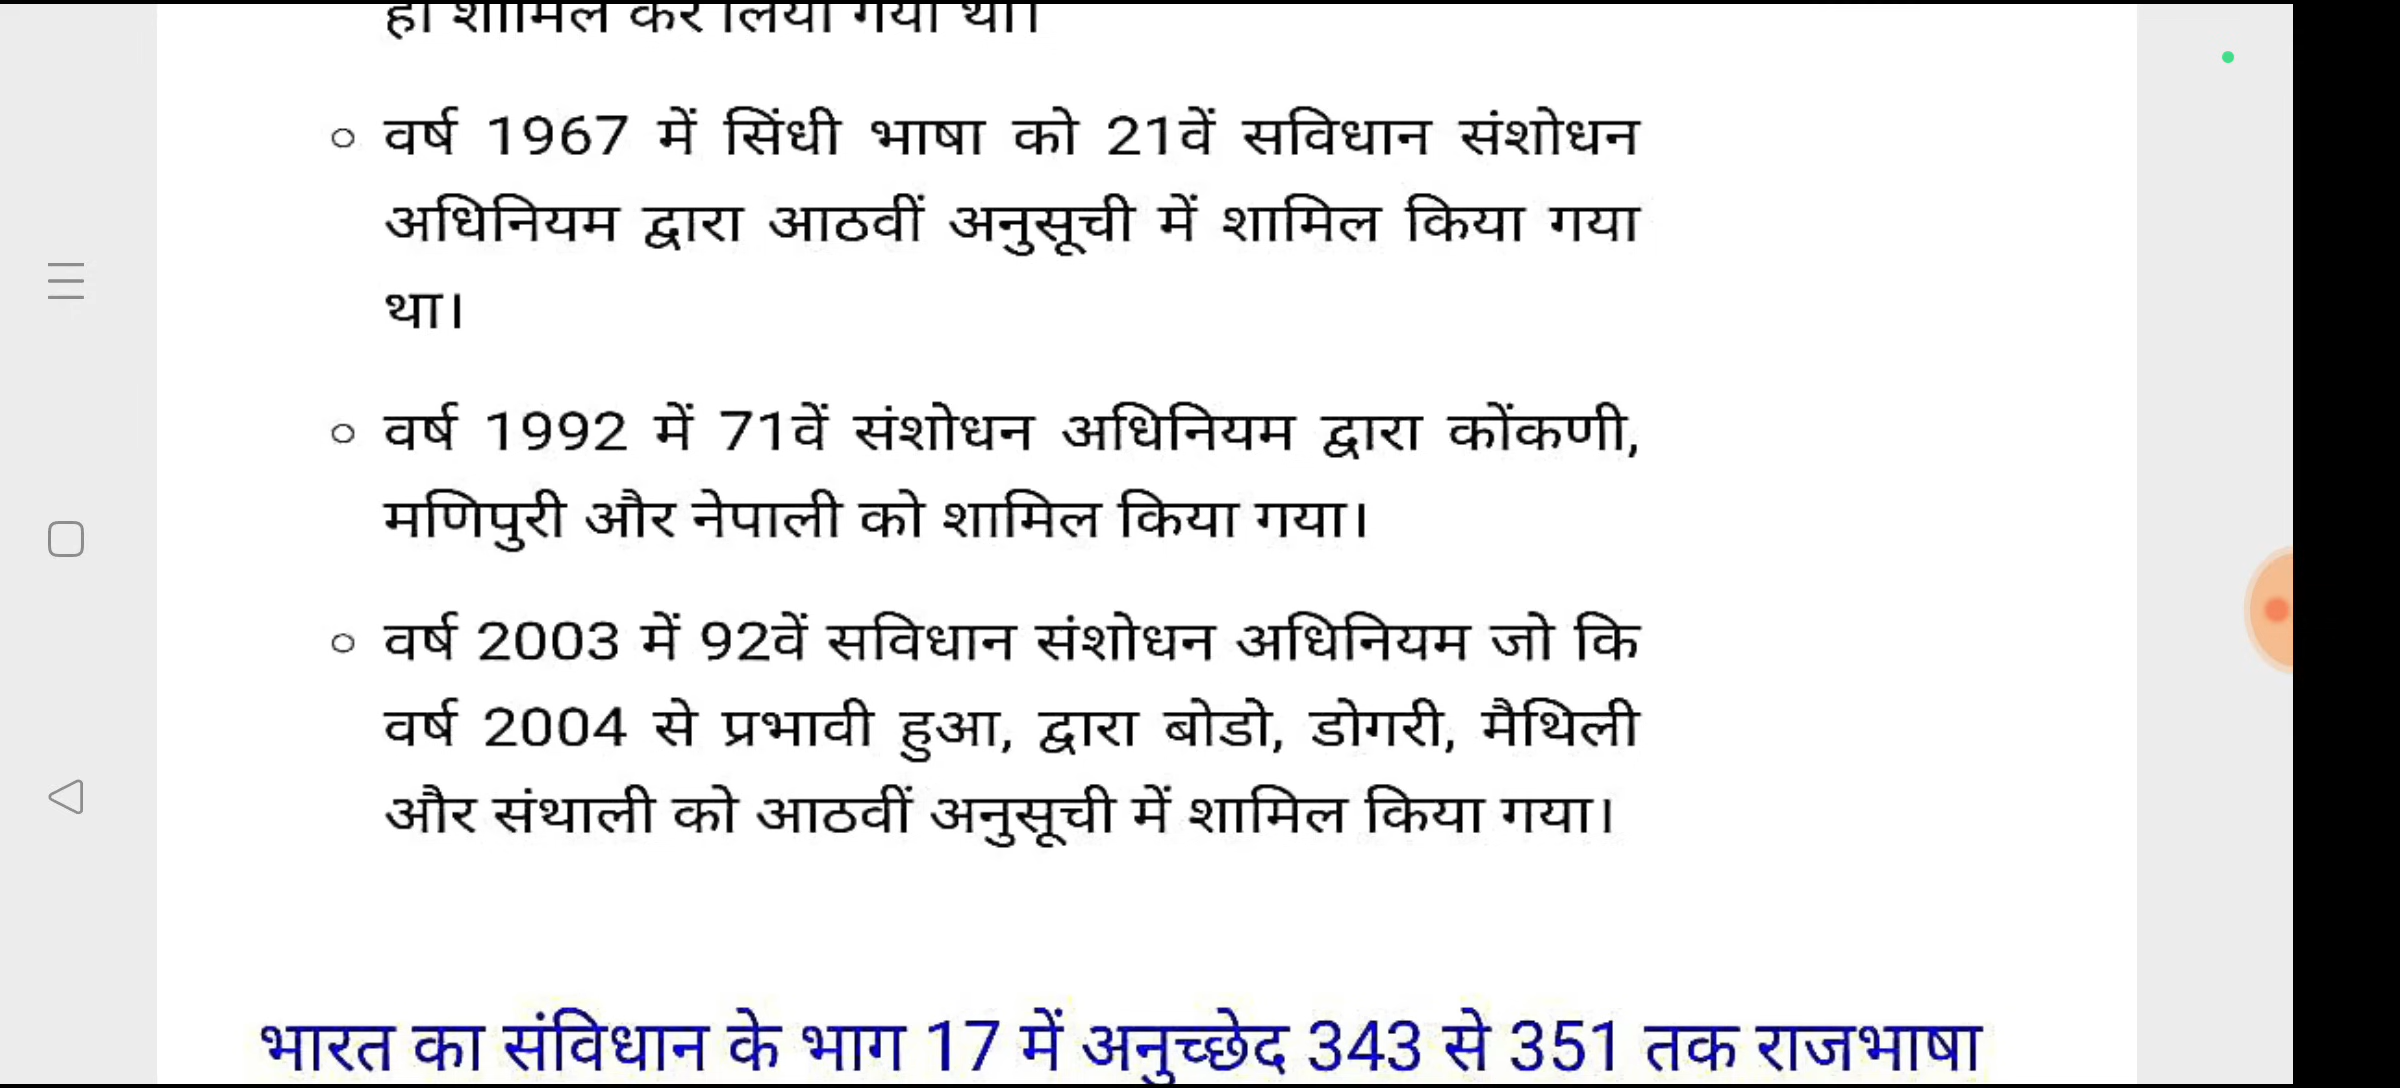 ही शामिल कर लिया गया था।
वर्ष 1967 में सिंधी भाषा को 21वें सविधान संशोधन
अधिनियम द्वारा आठवीं अनुसूची में शामिल किया गया
था।
वर्ष 1992 में 71वें संशोधन अधिनियम द्वारा कोंकणी,
मणिपुरी और नेपाली को शामिल किया गया।
वर्ष 2003 में 92वें सविधान संशोधन अधिनियम जो कि
वर्ष 2004 से प्रभावी हुआ, द्वारा बोडो, डोगरी, मैथिली
और संथाली को आठवीं अनुसूची में शामिल किया गया।
भारत का संविधान के भाग 17 में अनुच्छेद 343 से 351 तक राजभाषा